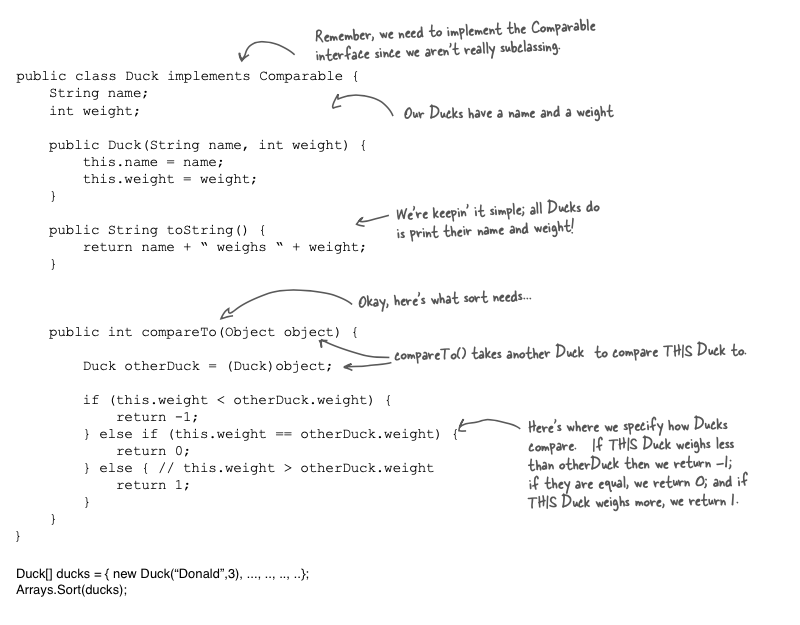 Remember, we need to implement the Comparable
interface since we aren't really subclassing.
public class Duck implements Comparable {
String name;
int weight;
Our Ducks have a name and a weight
public Duck(String name, int weight) {
this.name = name;
this.weight = weight;
}
We're keepin' it simple; all Ducks do
is print their name and weight!
public String toString() {
return name + “ weighs “ + weight;
}
Okay, here's what sort needs...
public int compareTo(Object object) {
compareTo() takes another Duck to compare THIS Duck to.
Duck otherDuck = (Duck)object;
if (this.weight < otherDuck.weight) {
return -1;
} else if (this.weight == otherDuck.weight) {
return 0;
} else { // this.weight > otherDuck.weight
return 1;
}
}
}
Here's where we specify how Ducks
compare. If THIS Duck weighs less
than otherDuck then we return -1;
if they are equal, we return 0; and if
THIS Duck weighs more, we return 1.
Duck[] ducks = { new Duck(“Donald”,3), ..., .., .., ..};
Arrays.Sort(ducks);